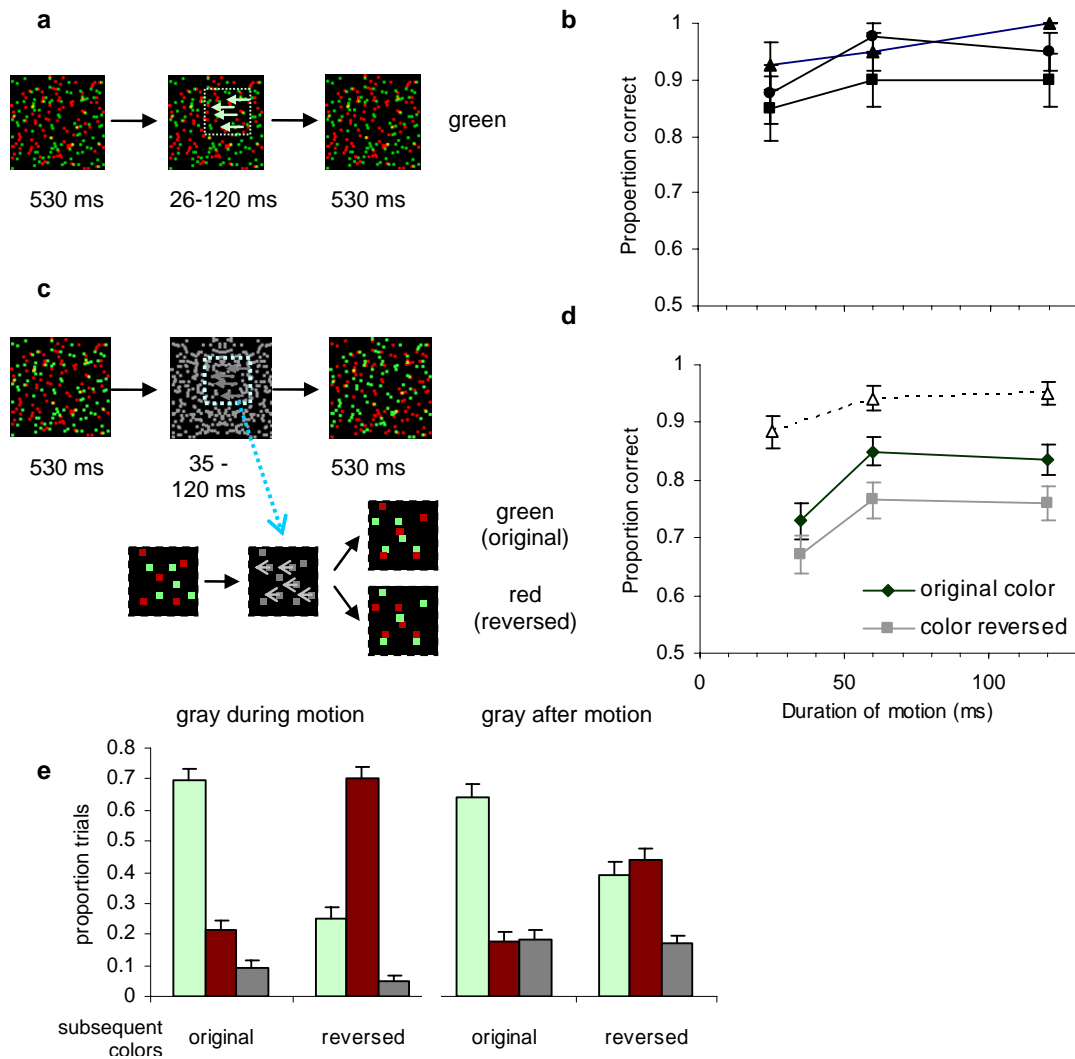 a
530 ms
26-120 ms
530 ms
green
b
Propoertion correct
1
0.9
0.8
0.7
0.6
0.5
c
530 ms
35 -
120 ms
530 ms
green
(original)
red
(reversed)
d
Proportion correct
1
0.9
0.8
0.7
0.6
0.5
original color
color reversed
0
50
100
Duration of motion (ms)
gray during motion
gray after motion
e
proportion trials
0.8
0.7
0.6
0.5
0.4
0.3
0.2
0.1
0
subsequent
colors
original
reversed
original
reversed